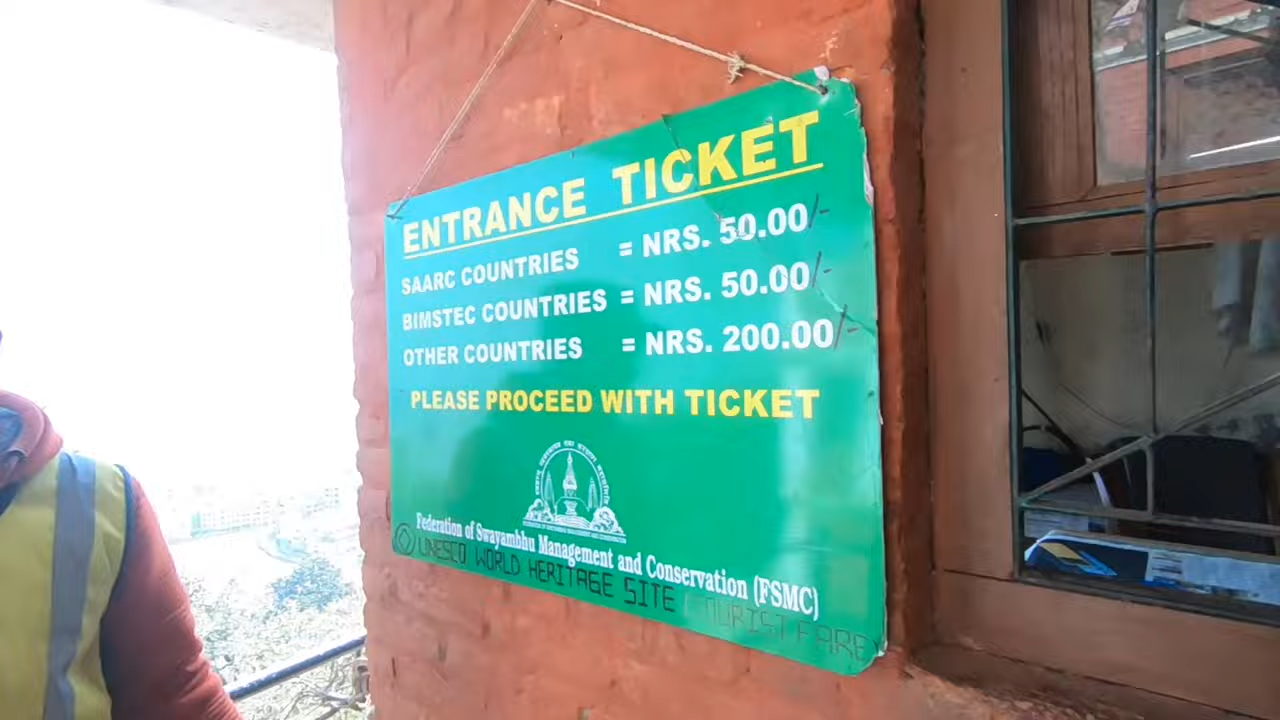 ENTRANCE TICKET
SAARC COUNTRIES = NRS. 50.00/-
BIMSTEC COUNTRIES = NRS. 50.00/-
OTHER COUNTRIES = NRS. 200.00/-
PLEASE PROCEED WITH TICKET
Federation of Swayambhu Management and Conservation (FSMC)
UNESCO WORLD HERITAGE SITE TOURIST FARE